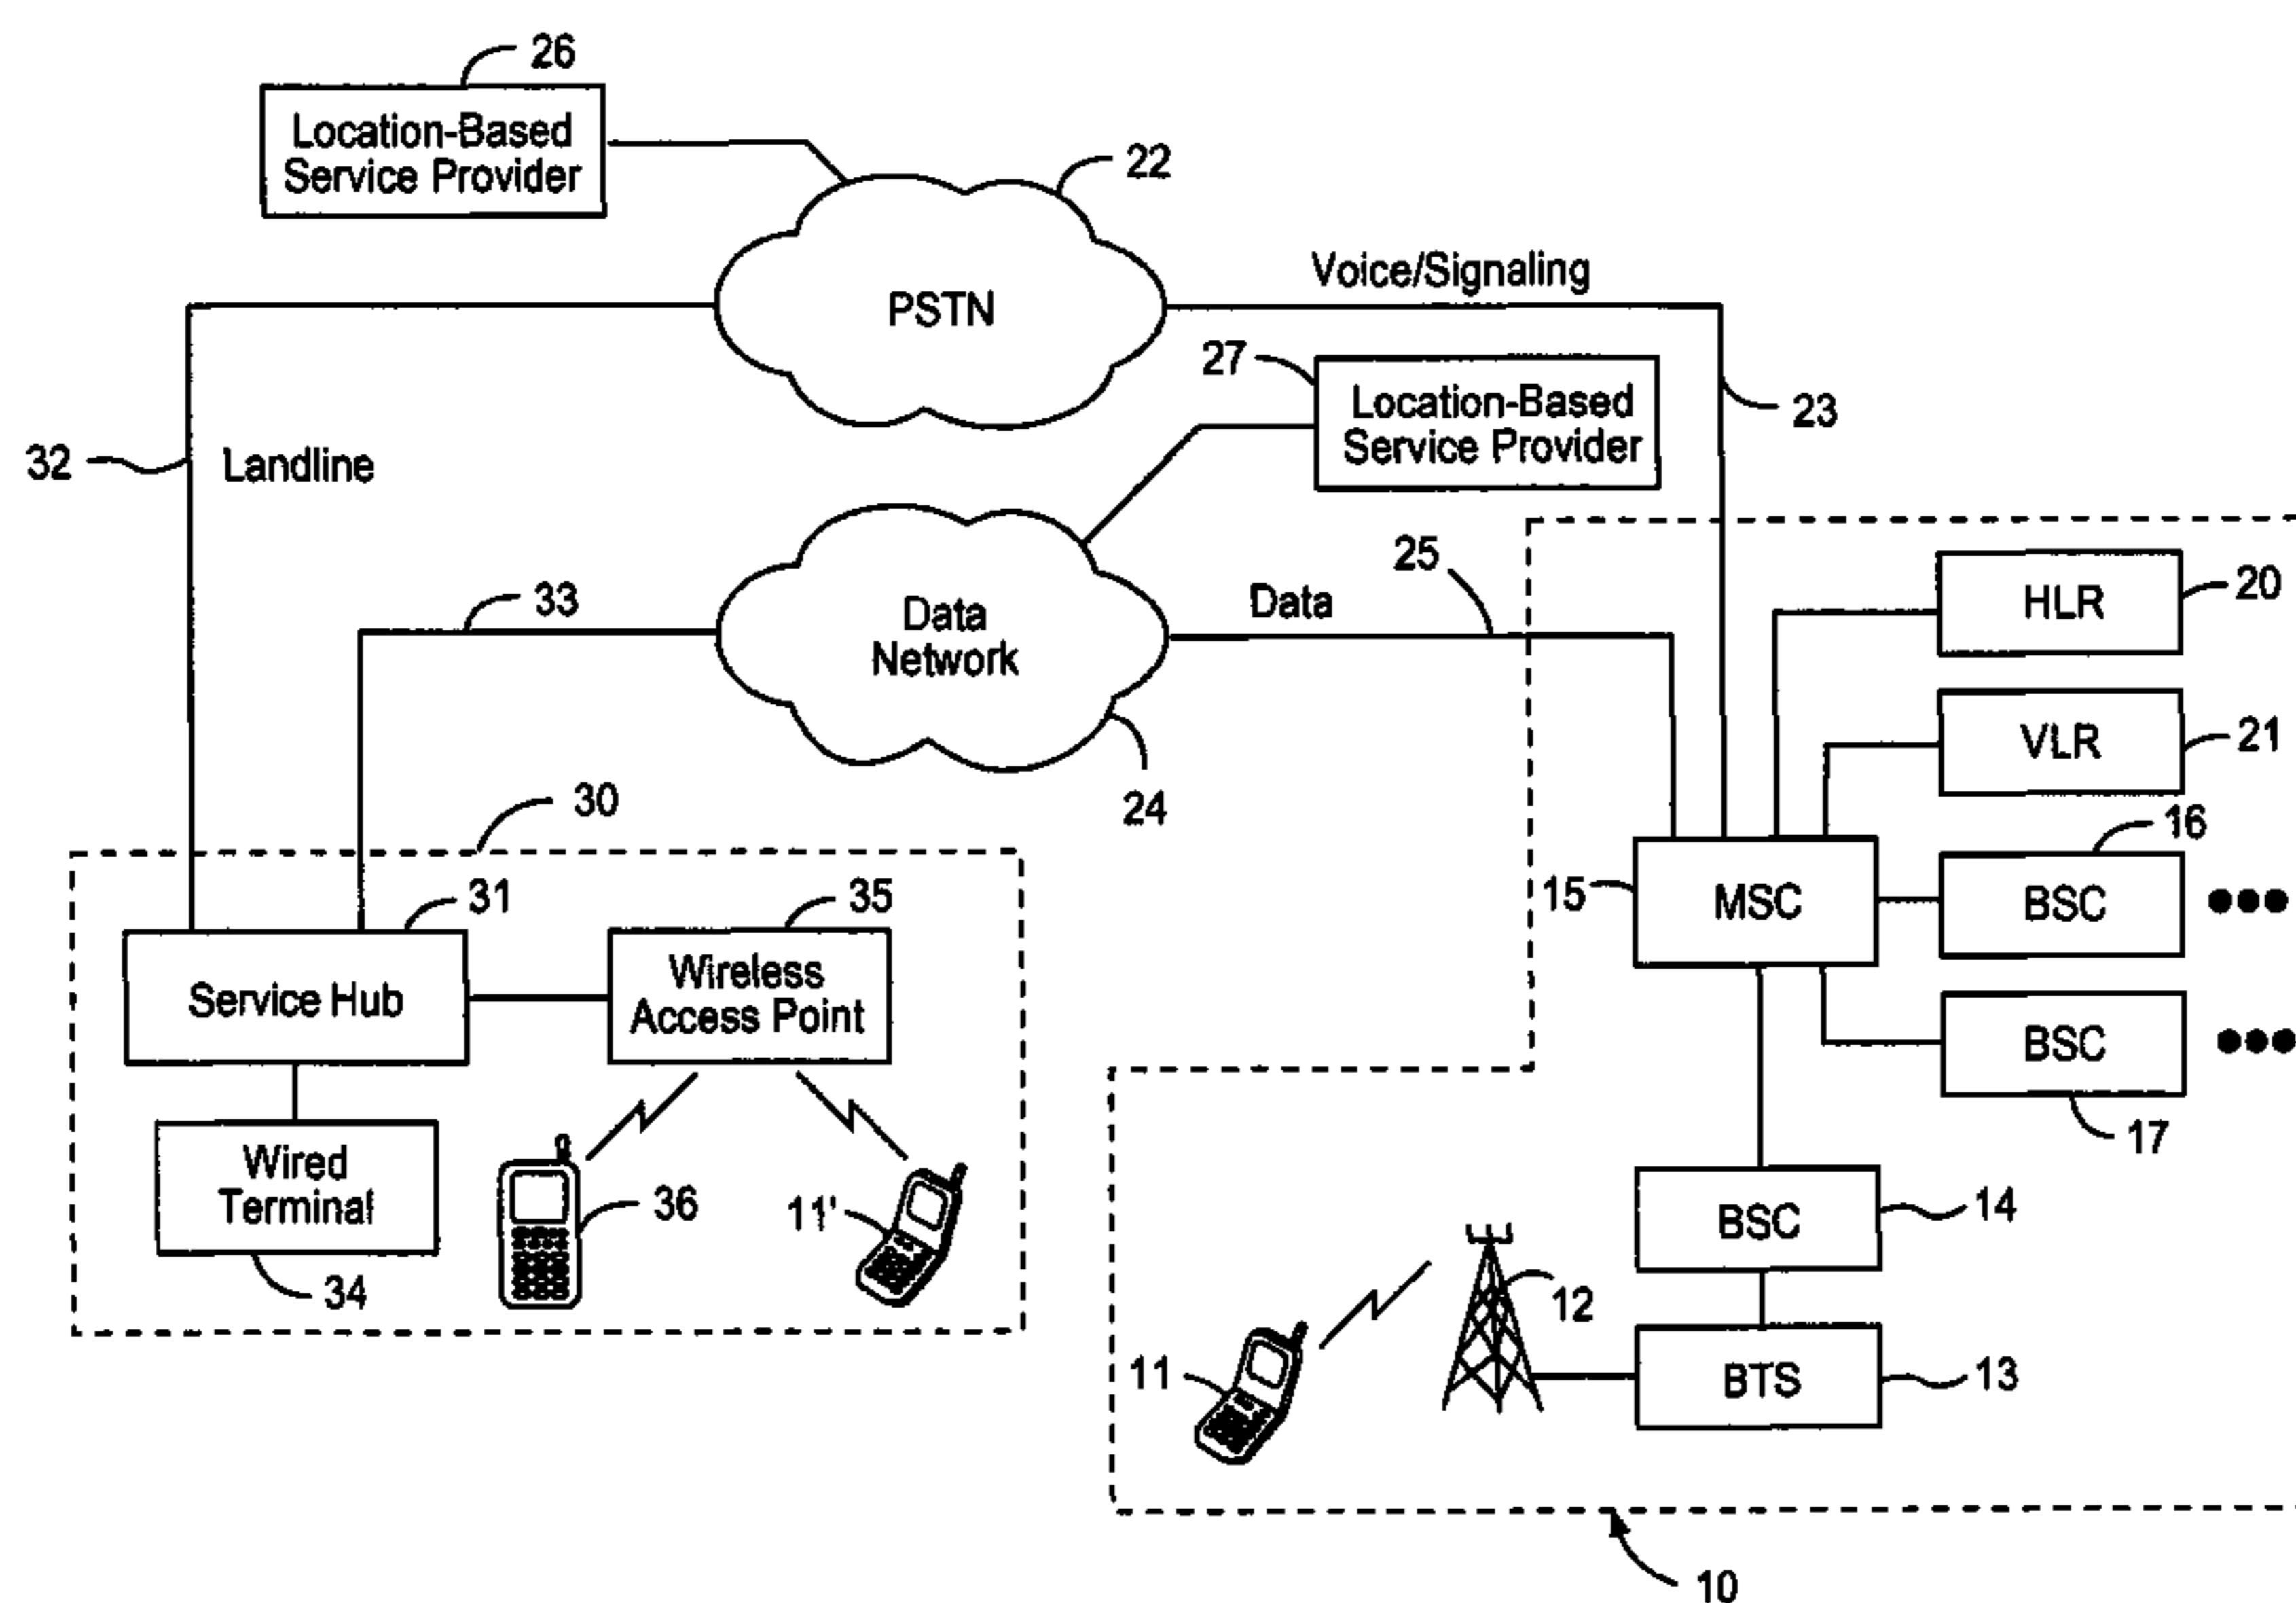 26
Location-Based
Service Provider
22
PSTN
Voice/Signaling
27
Location-Based
Service Provider
23
32
Landline
33
Data
Network
24
Data
25
HLR
20
VLR
21
16
15
MSC
BSC
BSC
17
30
31
35
Service Hub
Wireless
Access Point
Wired
Terminal
34
36
11'
BSC
14
12
11
BTS
13
10